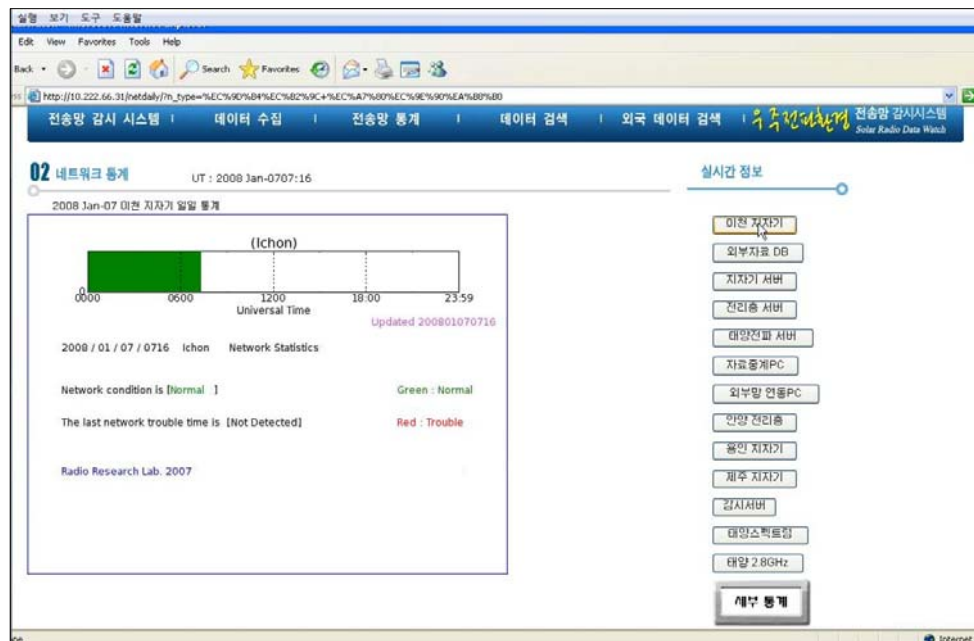 실행 보기 도구 도움말
Edit View Favorites Tools Help
Back Search Favorites
http://10.222.66.31/netdaily/?n_type=%EC%9D%B4%EC%B2%9C+%EC%A7%80%EC%9E%90%EA%B8%B0
전송망 감시 시스템 | 데이터 수집 | 전송망 통계 | 데이터 검색 | 외국 데이터 검색 | 우주전파환경 전송망 감시시스템
Solar Radio Data Watch
02 네트워크 통계 UT : 2008 Jan-0707:16
실시간 정보
2008 Jan-07 이천 지자기 일일 통계
(Ichon)
0
0000 0600 1200 18:00 23:59
Universal Time
Updated 200801070716
2008 / 01 / 07 / 0716 Ichon Network Statistics
Network condition is [Normal ] Green : Normal
The last network trouble time is [Not Detected] Red : Trouble
Radio Research Lab. 2007
이천 지자기
외부자료 DB
지자기 서버
전리층 서버
태양전파 서버
자료중계PC
외부망 연동PC
안양 전리층
용인 지자기
제주 지자기
감시서버
태양스펙트럼
태양 2.8GHz
세부 통계
Internet